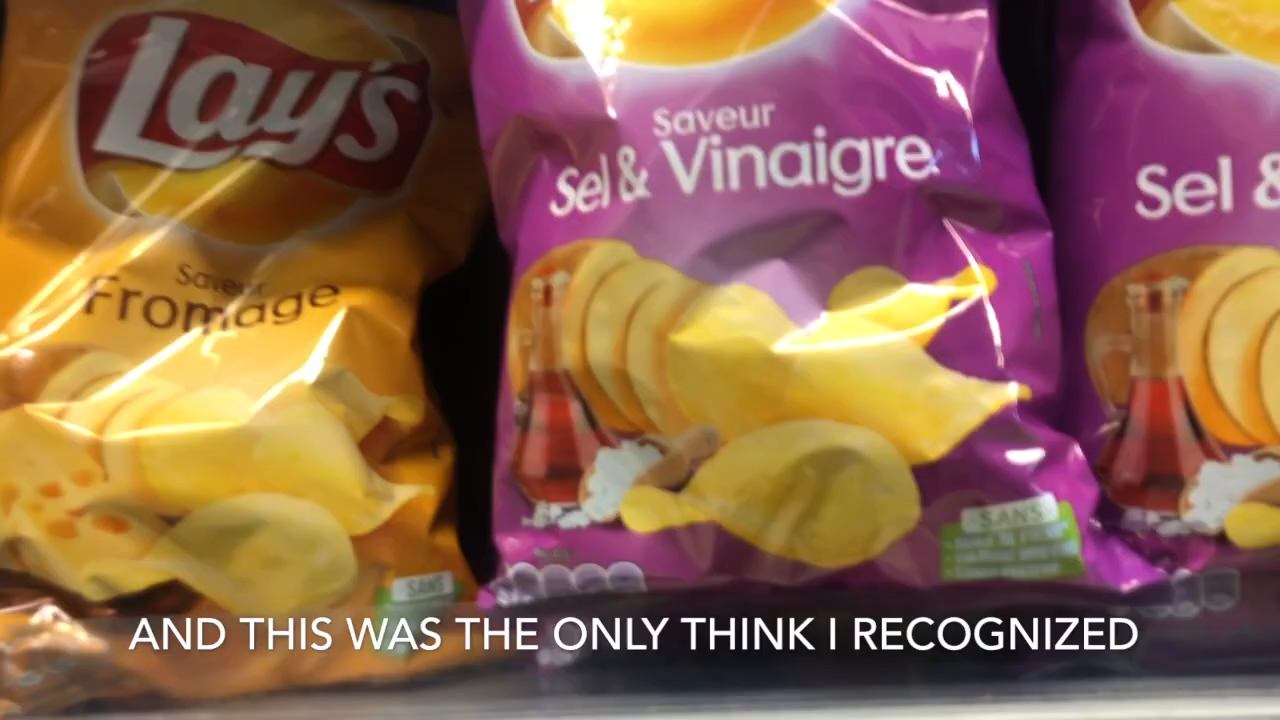 Lay's
Saveur
Fromage
SANS
Saveur
Sel & Vinaigre
SANS
Sel &
AND THIS WAS THE ONLY THINK I RECOGNIZED